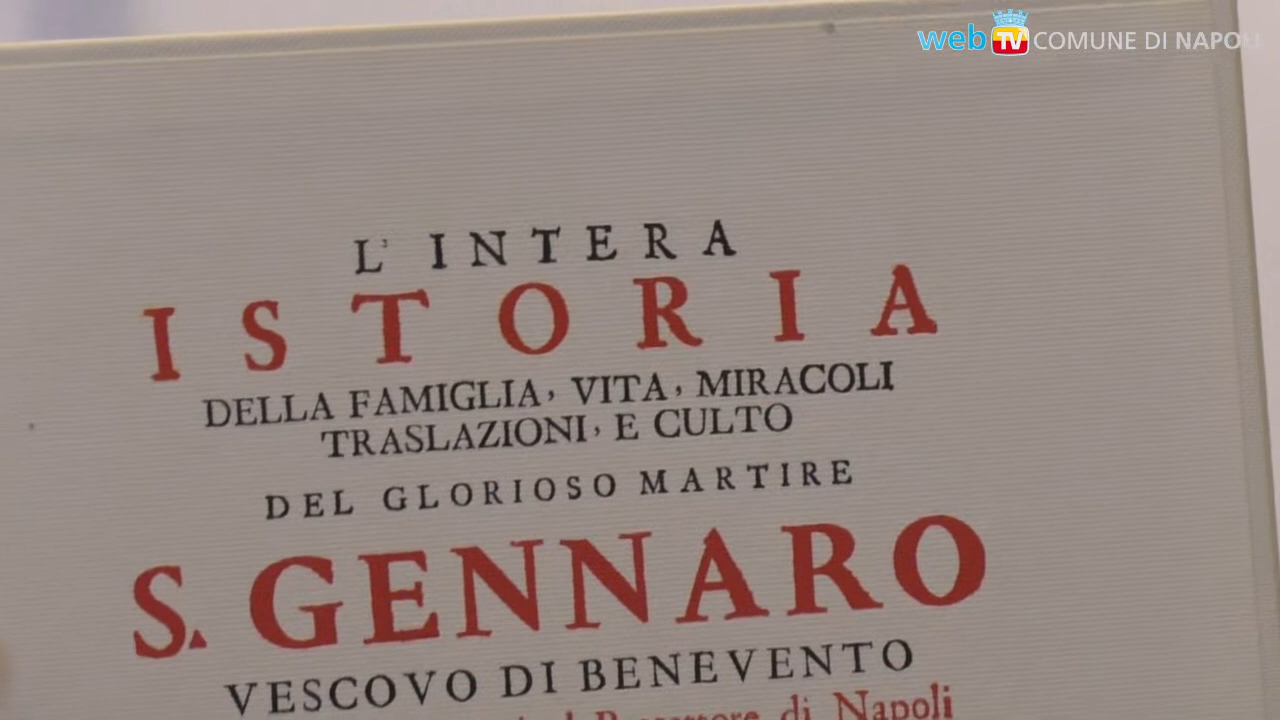 web TV COMUNE DI NAPOLI
L' INTERA
ISTORIA
DELLA FAMIGLIA, VITA, MIRACOLI
TRASLAZIONI, E CULTO
DEL GLORIOSO MARTIRE
S. GENNARO
VESCOVO DI BENEVENTO
di Napoli